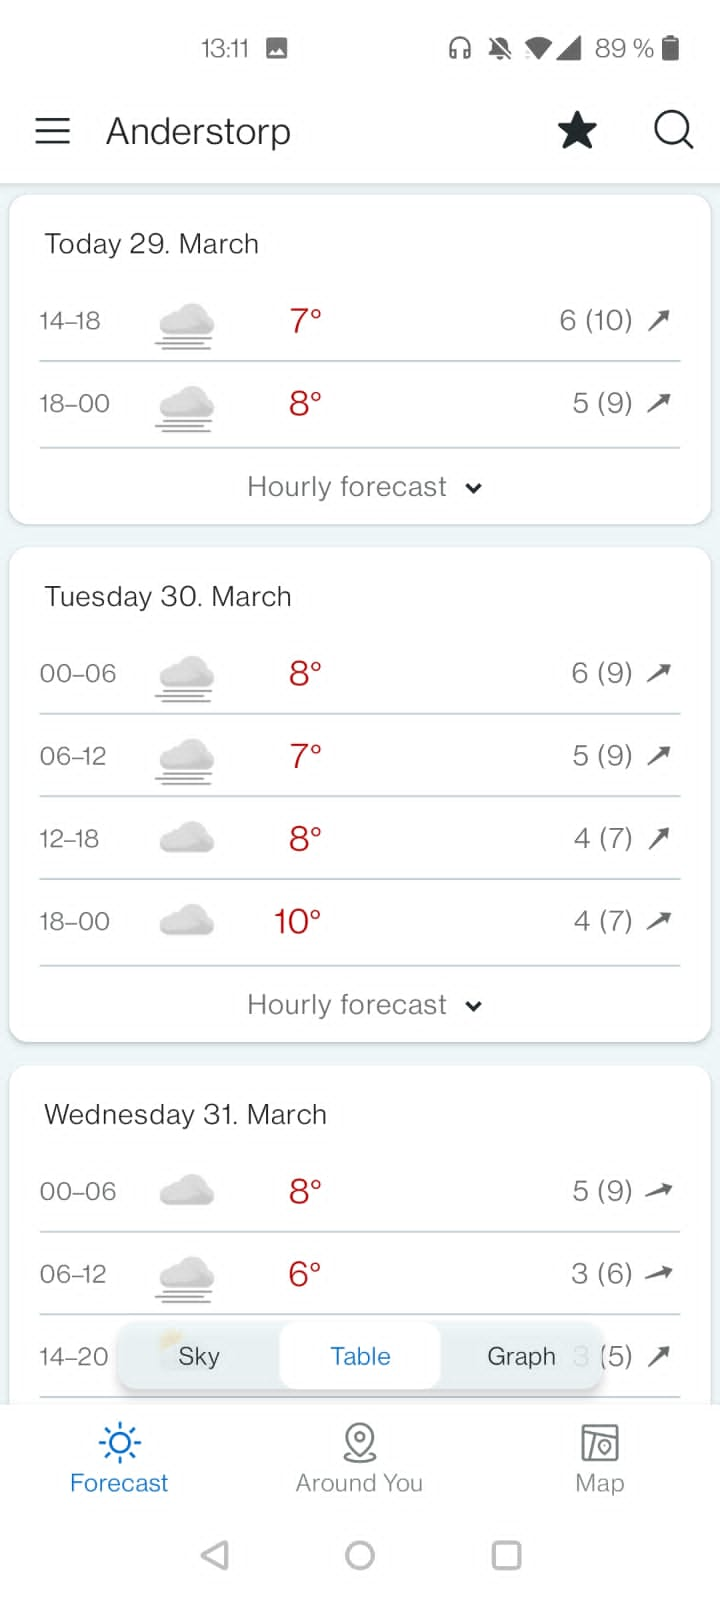 13:11 89 %
Anderstorp
Today 29. March
14–18 7° 6 (10)
18–00 8° 5 (9)
Hourly forecast
Tuesday 30. March
00–06 8° 6 (9)
06–12 7° 5 (9)
12–18 8° 4 (7)
18–00 10° 4 (7)
Hourly forecast
Wednesday 31. March
00–06 8° 5 (9)
06–12 6° 3 (6)
14–20 Sky Table Graph 3 (5)
Forecast Around You Map